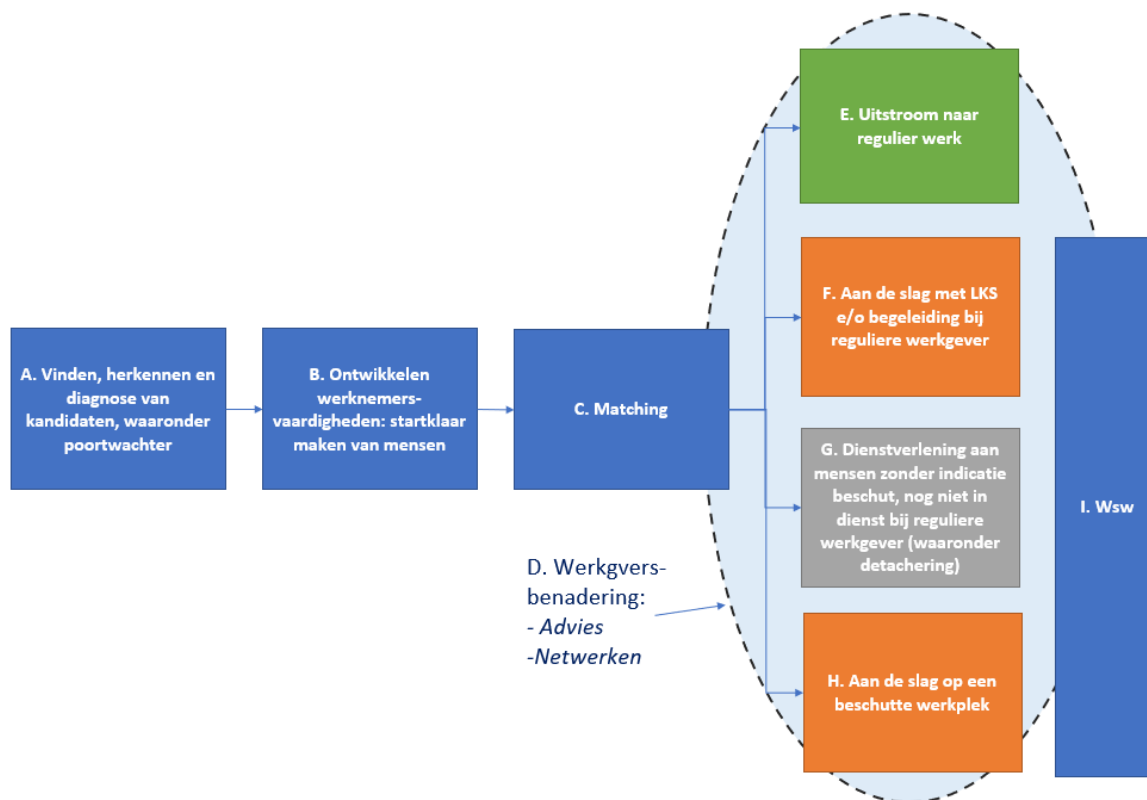 A. Vinden, herkennen en
diagnose van
kandidaten, waaronder
poortwachter
B. Ontwikkelen
werknemers-
vaardigheden: startklaar
maken van mensen
C. Matching
D. Werkgvers-
benadering:
- Advies
-Netwerken
E. Uitstroom naar
regulier werk
F. Aan de slag met LKS
e/o begeleiding bij
reguliere werkgever
G. Dienstverlening aan
mensen zonder indicatie
beschut, nog niet in
dienst bij reguliere
werkgever (waaronder
detachering)
H. Aan de slag op een
beschutte werkplek
I. Wsw